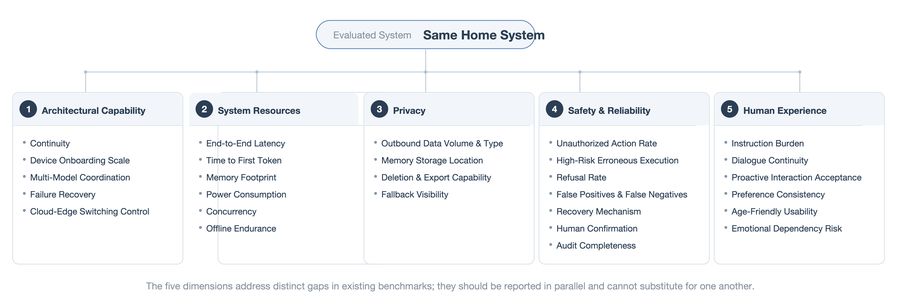 Evaluated System Same Home System
1 Architectural Capability
• Continuity
• Device Onboarding Scale
• Multi-Model Coordination
• Failure Recovery
• Cloud-Edge Switching Control
2 System Resources
• End-to-End Latency
• Time to First Token
• Memory Footprint
• Power Consumption
• Concurrency
• Offline Endurance
3 Privacy
• Outbound Data Volume & Type
• Memory Storage Location
• Deletion & Export Capability
• Fallback Visibility
4 Safety & Reliability
• Unauthorized Action Rate
• High-Risk Erroneous Execution
• Refusal Rate
• False Positives & False Negatives
• Recovery Mechanism
• Human Confirmation
• Audit Completeness
5 Human Experience
• Instruction Burden
• Dialogue Continuity
• Proactive Interaction Acceptance
• Preference Consistency
• Age-Friendly Usability
• Emotional Dependency Risk
The five dimensions address distinct gaps in existing benchmarks; they should be reported in parallel and cannot substitute for one another.